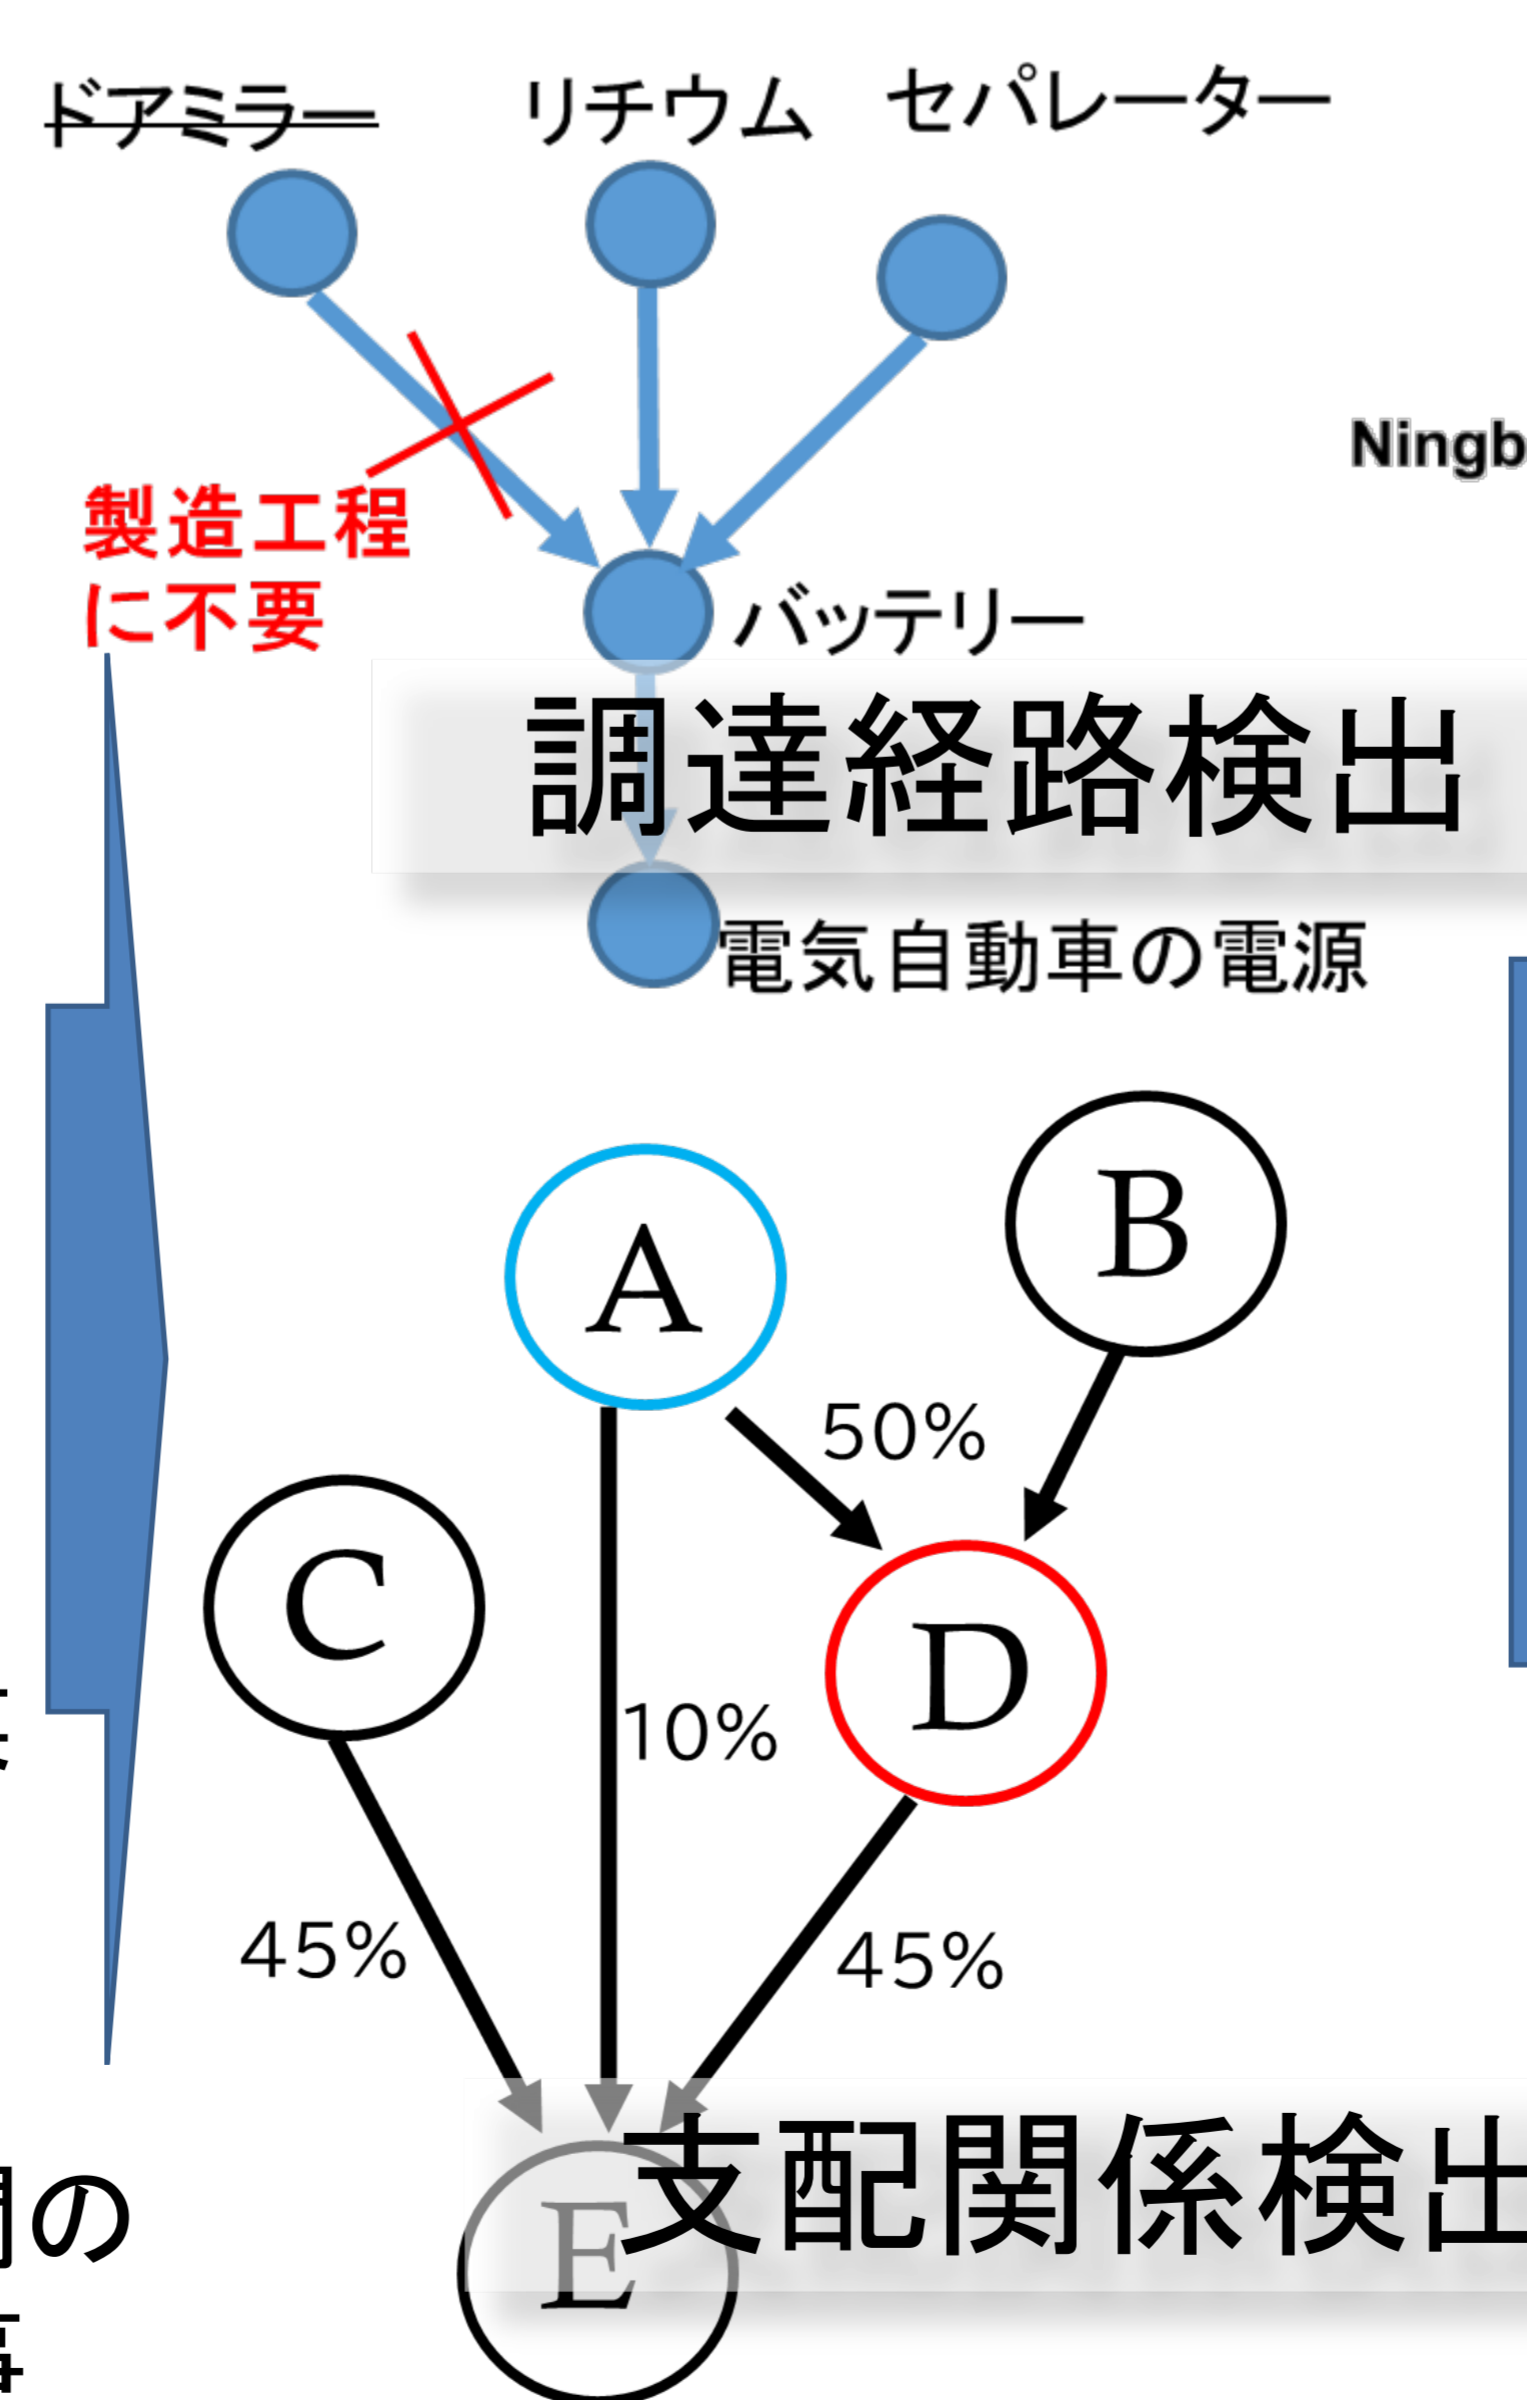 ドアミラー
リチウム
セパレーター
製造工程
に不要
バッテリー
調達経路検出
電気自動車の電源
A
B
50%
C
D
10%
45%
45%
E
支配関係検出
の